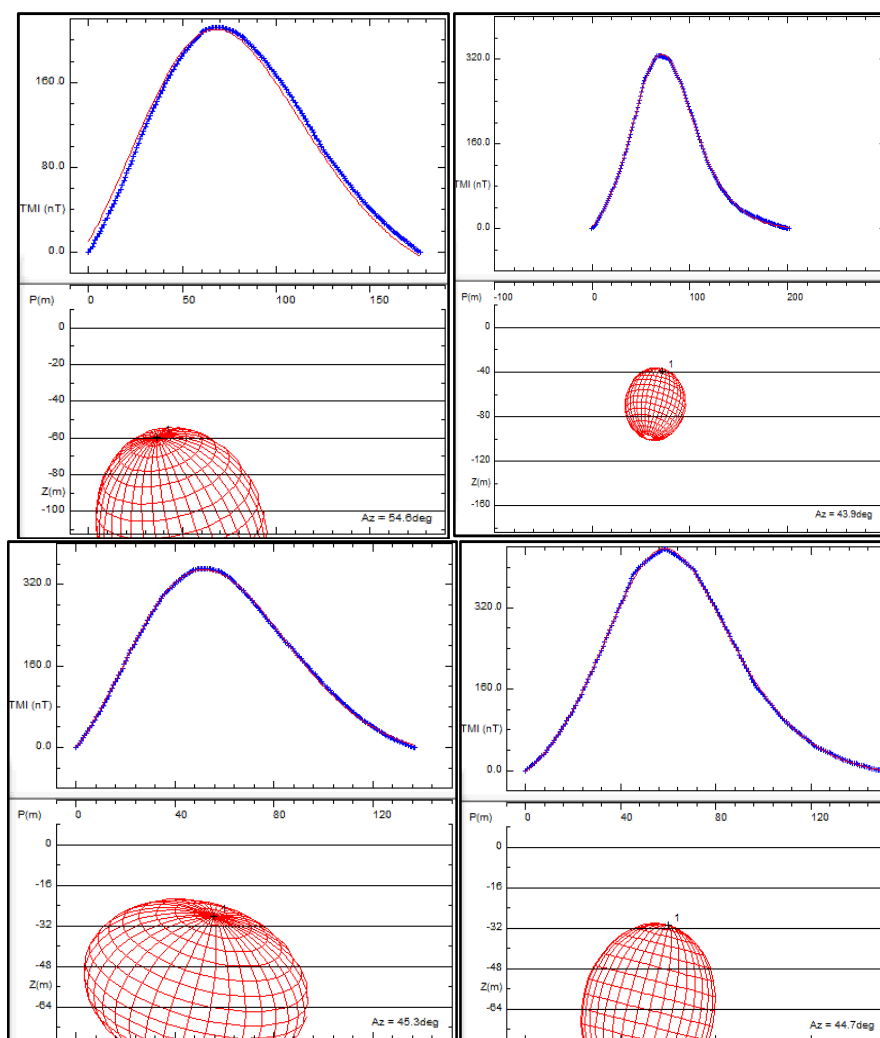 160.0
80.0
TMI (nT)
0.0
P(m) 0 50 100 150
0
-20
-40
-60
-80
Z(m)
-100
Az = 54.6deg
320.0
160.0
TMI (nT)
0.0
P(m) -100 0 100 200
0
-40
1
-80
-120
Z(m)
-160
Az = 43.9deg
320.0
160.0
TMI (nT)
0.0
P(m) 0 40 80 120
0
-16
-32
-48
Z(m)
-64
Az = 45.3deg
320.0
160.0
TMI (nT)
0.0
P(m) 0 40 80 120
0
-16
1
-32
-48
Z(m)
-64
Az = 44.7deg